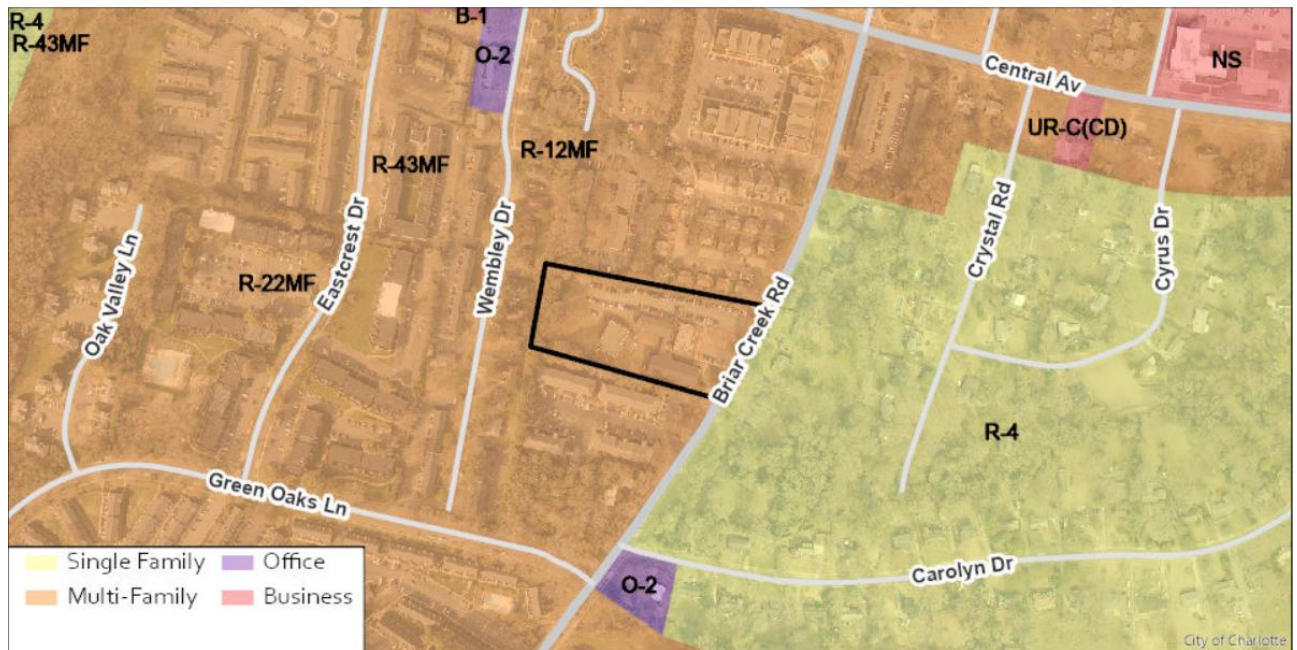 R-4
R-43MF
B-1
O-2
NS
Central Av
UR-C(CD)
R-12MF
R-43MF
Crystal Rd
Cyrus Dr
Wembley Dr
Eastcrest Dr
Oak Valley Ln
R-22MF
Briar Creek Rd
R-4
Green Oaks Ln
Carolyn Dr
O-2
Single Family
Office
Multi-Family
Business
City of Charlotte